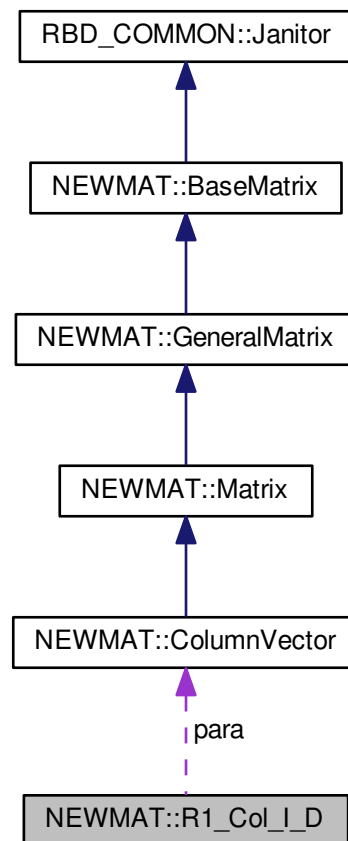 RBD_COMMON::Janitor
NEWMAT::BaseMatrix
NEWMAT::GeneralMatrix
NEWMAT::Matrix
NEWMAT::ColumnVector
para
NEWMAT::R1_Col_I_D